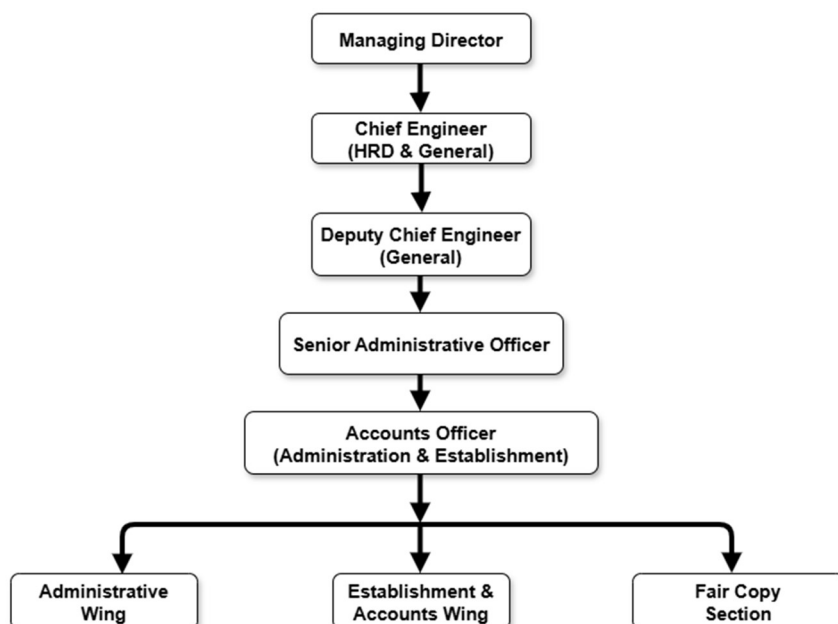 Managing Director
Chief Engineer
(HRD & General)
Deputy Chief Engineer
(General)
Senior Administrative Officer
Accounts Officer
(Administration & Establishment)
Administrative
Wing
Establishment &
Accounts Wing
Fair Copy
Section